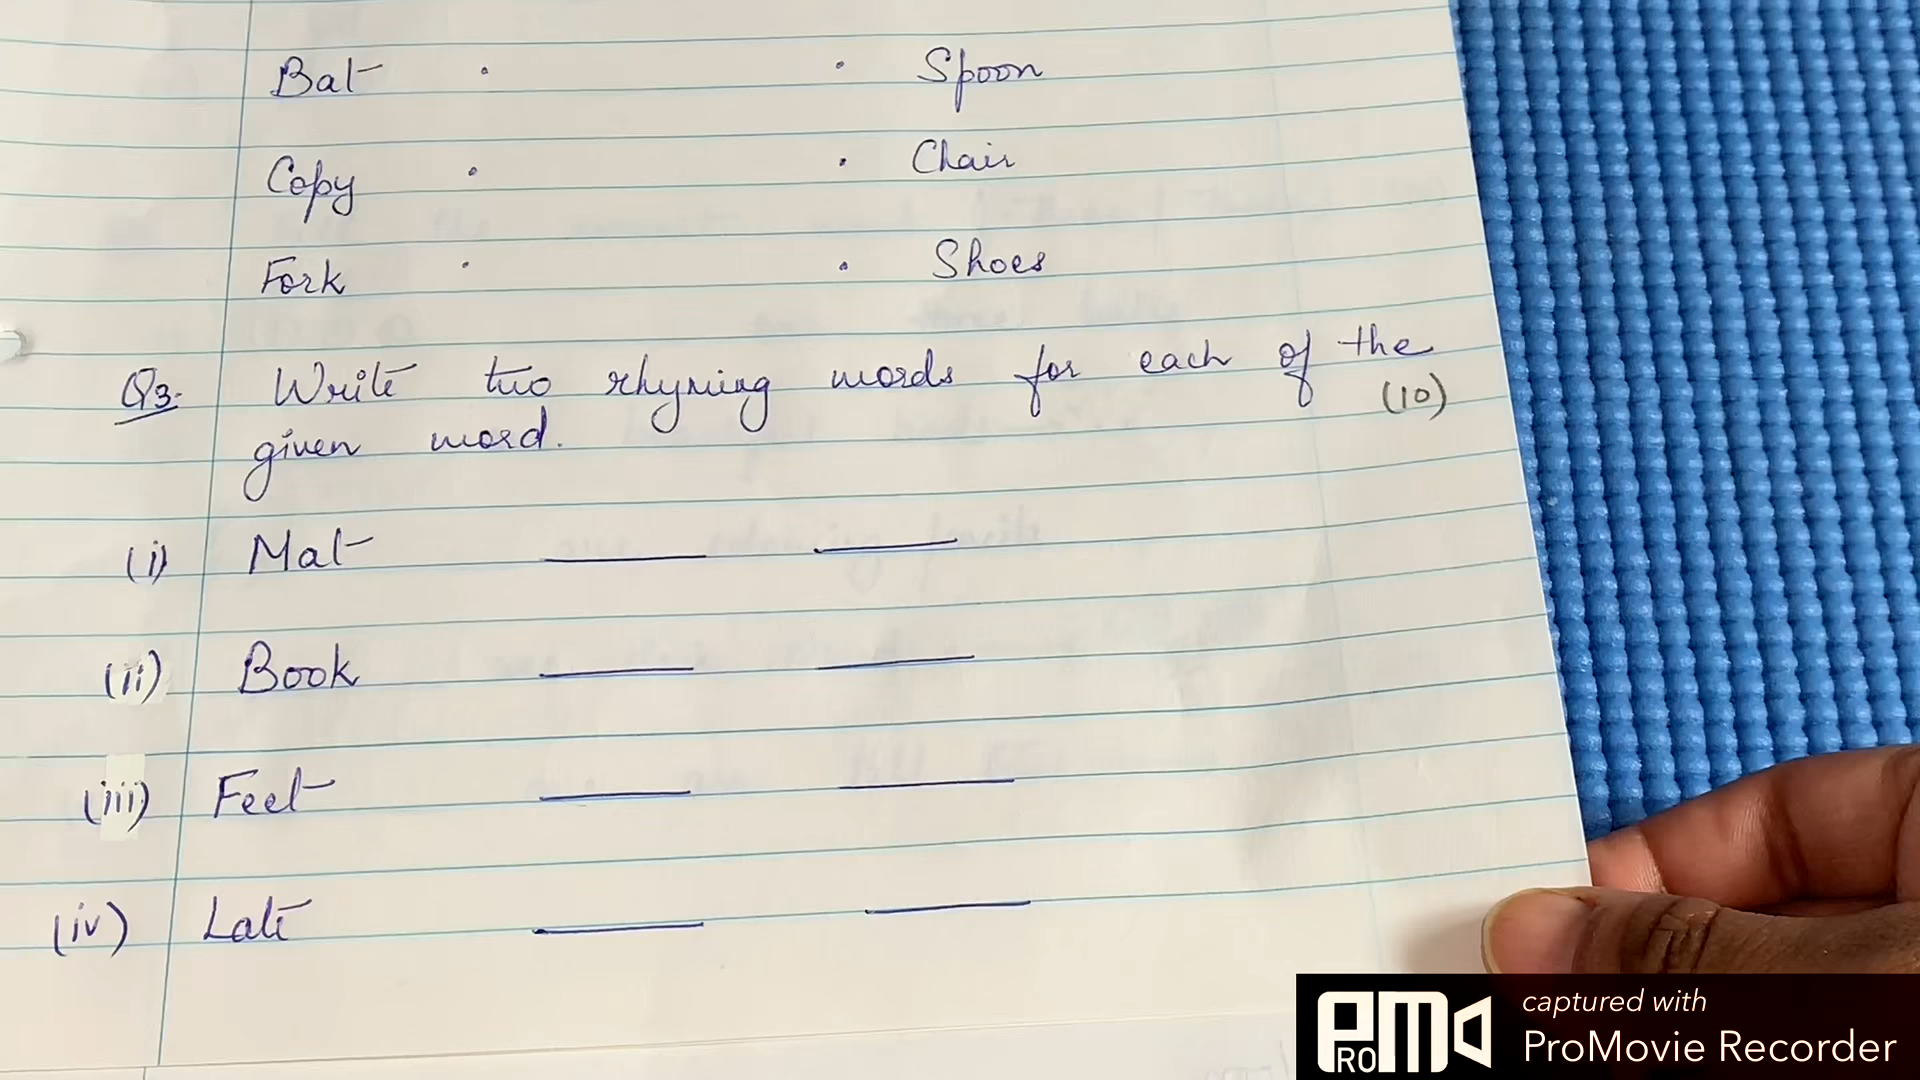 Bat · · Spoon
Copy · · Chair
Fork · · Shoes
Q3. Write two rhyming words for each of the
given word. (10)
(i) Mat
(ii) Book
(iii) Feet
(iv) Late
captured with
PRO M ProMovie Recorder